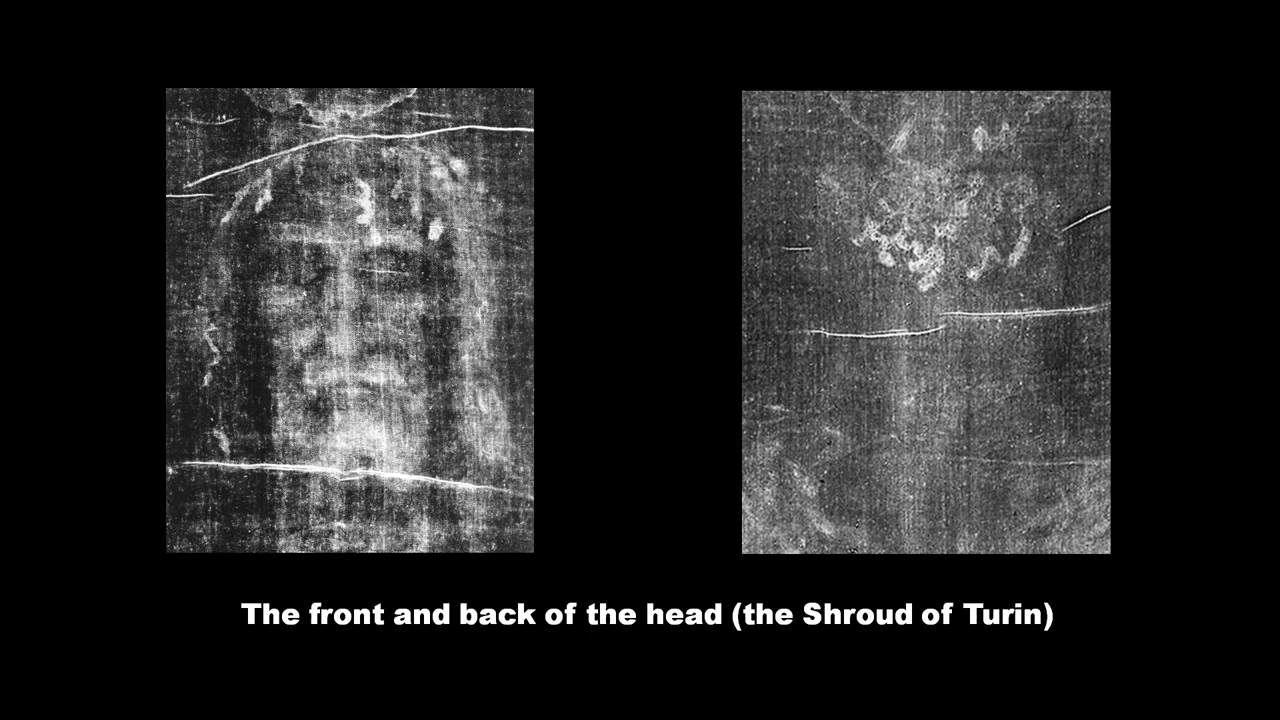 The front and back of the head (the Shroud of Turin)